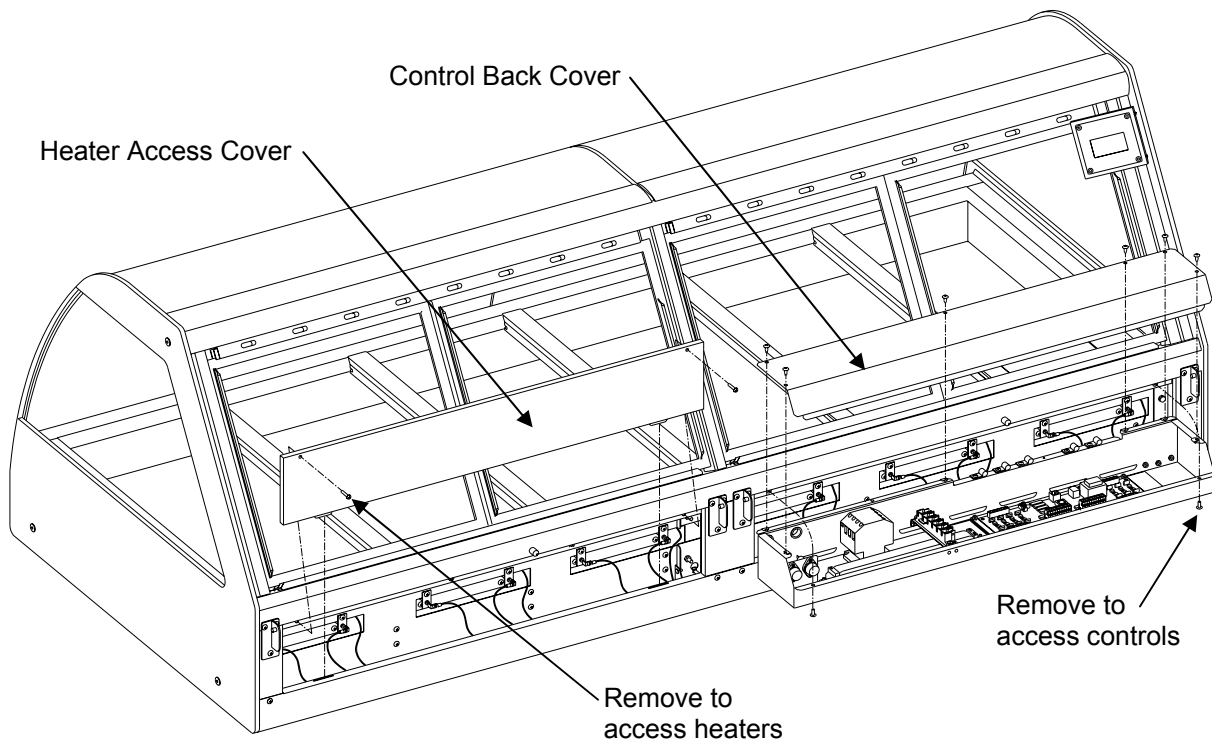 Control Back Cover
Heater Access Cover
Remove to
access controls
Remove to
access heaters